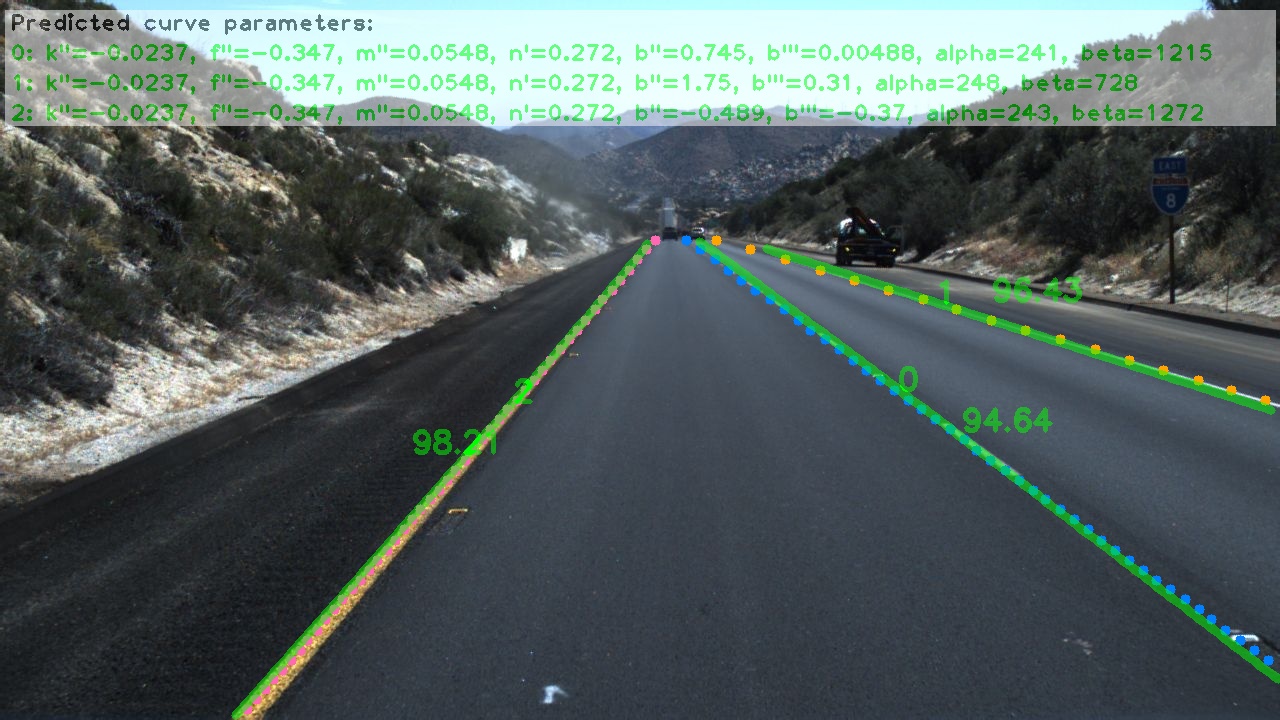 Predicted curve parameters:
0: k''=-0.0237, f''=-0.347, m''=0.0548, n'=0.272, b''=0.745, b'''=0.00488, alpha=241, beta=1215
1: k''=-0.0237, f''=-0.347, m''=0.0548, n'=0.272, b''=1.75, b'''=0.31, alpha=248, beta=728
2: k''=-0.0237, f''=-0.347, m''=0.0548, n'=0.272, b''=-0.489, b'''=-0.37, alpha=243, beta=1272
EAST
8
1 96.43
0
94.64
2
98.21